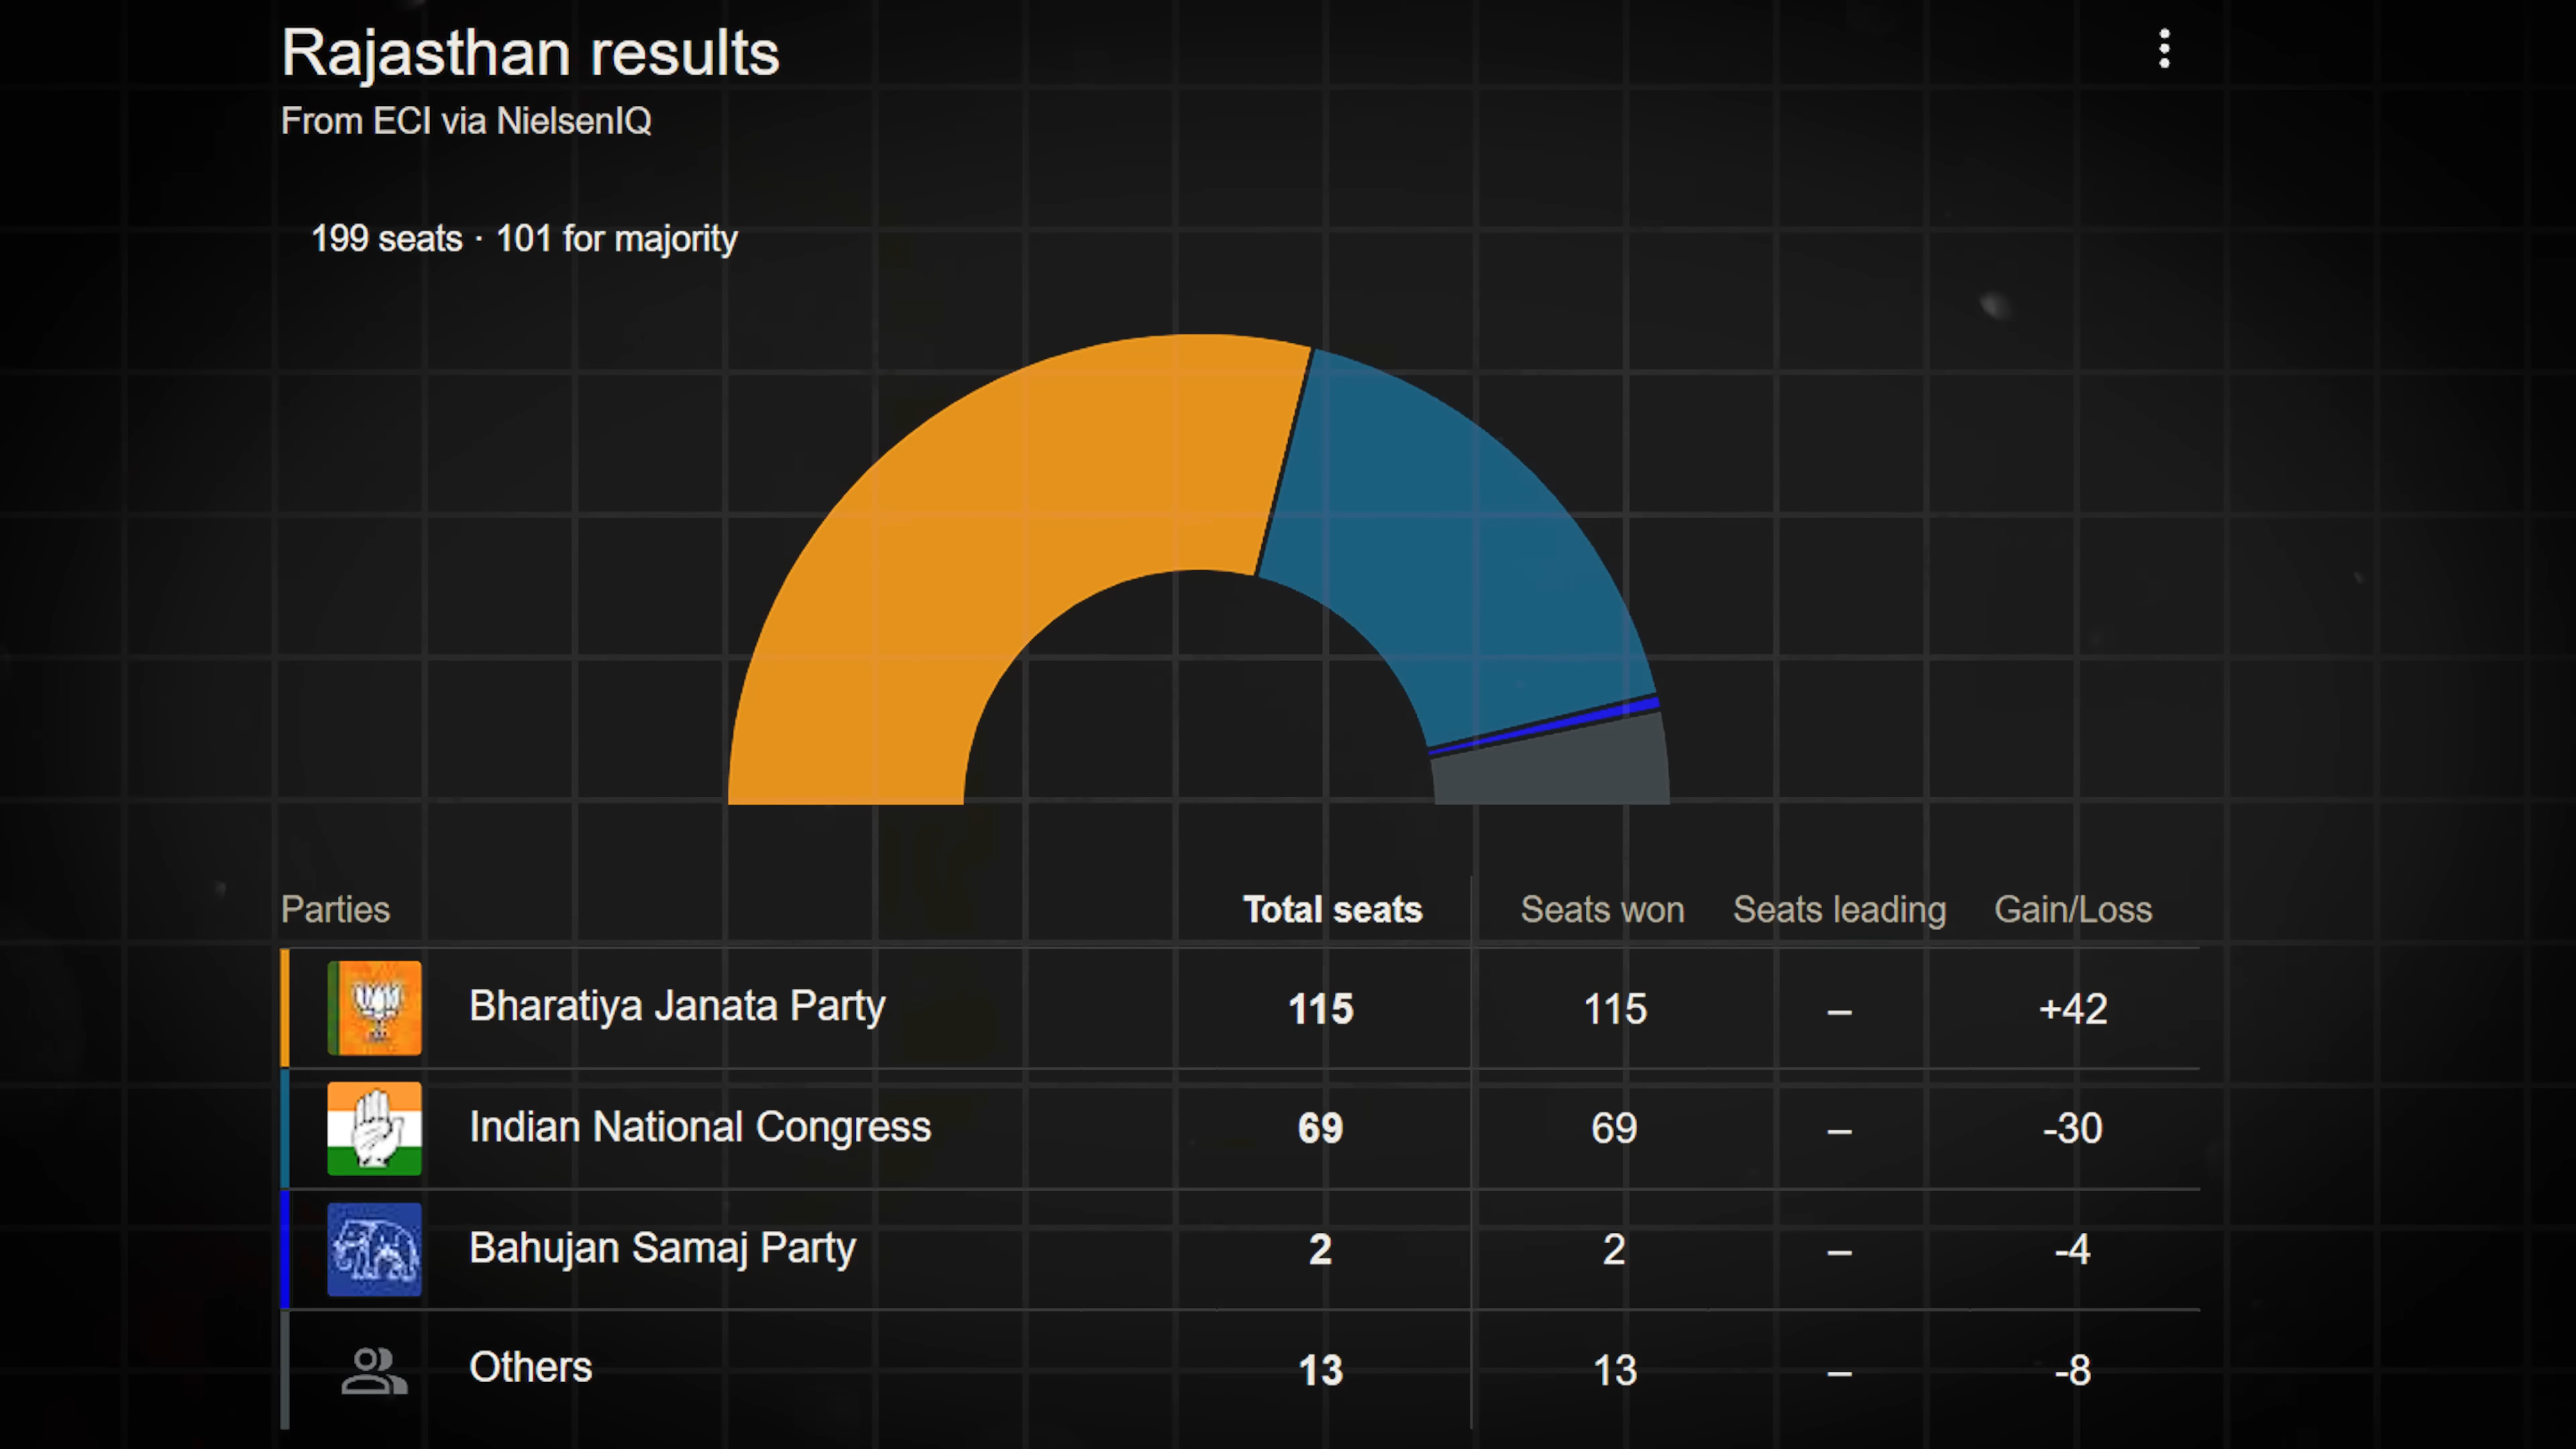 Rajasthan results
From ECI via NielsenIQ
199 seats · 101 for majority
Parties Total seats Seats won Seats leading Gain/Loss
Bharatiya Janata Party 115 115 – +42
Indian National Congress 69 69 – -30
Bahujan Samaj Party 2 2 – -4
Others 13 13 – -8